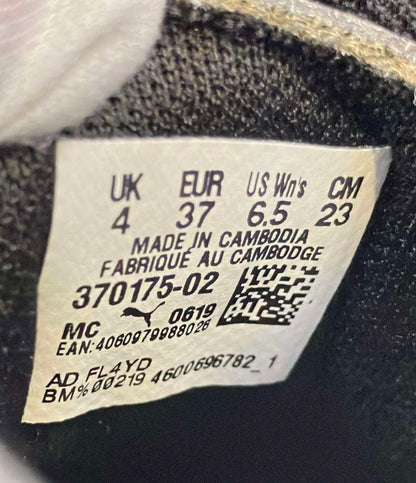 UK EUR US Wn's CM
4 37 6.5 23
MADE IN CAMBODIA
FABRIQUÉ AU CAMBODGE
370175-02
MC 0619
EAN:4060979988026
AD FL4YD
BM%00219 4600696782_1